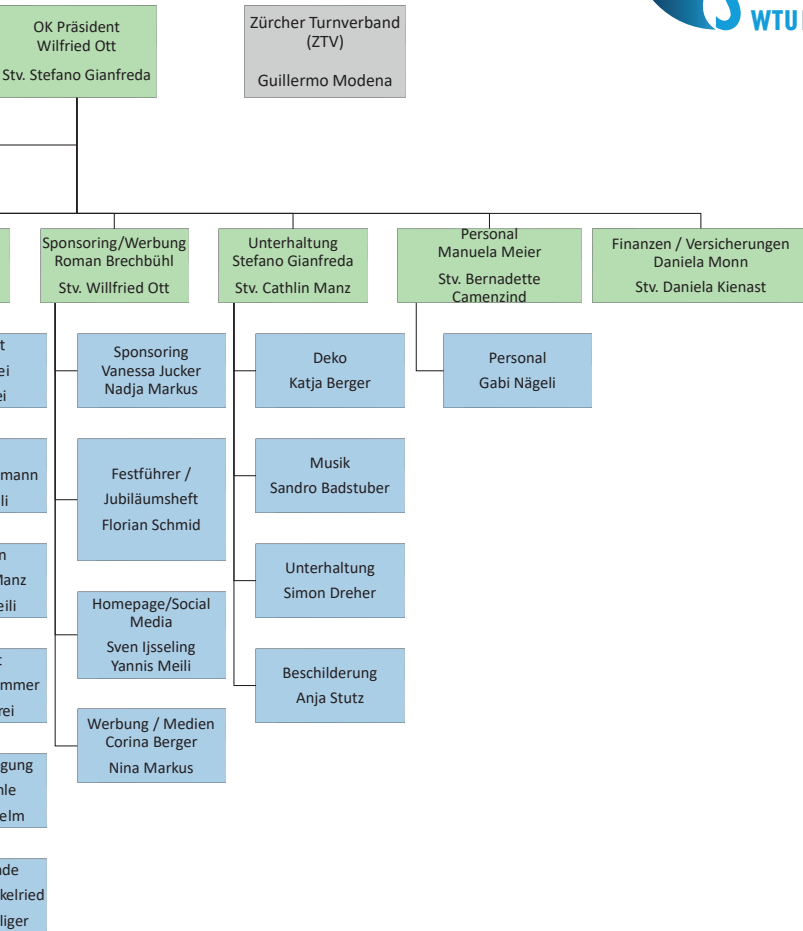 OK Präsident
Wilfried Ott
Stv. Stefano Gianfreda
Zürcher Turnverband
(ZTV)
Guillermo Modena
WTU
Sponsoring/Werbung
Roman Brechbühl
Stv. Willfried Ott
Unterhaltung
Stefano Gianfreda
Stv. Cathlin Manz
Personal
Manuela Meier
Stv. Bernadette
Camenzind
Finanzen / Versicherungen
Daniela Monn
Stv. Daniela Kienast
Sponsoring
Vanessa Jucker
Nadja Markus
Festführer /
Jubiläumsheft
Florian Schmid
Homepage/Social
Media
Sven Ijsseling
Yannis Meili
Werbung / Medien
Corina Berger
Nina Markus
Deko
Katja Berger
Musik
Sandro Badstuber
Unterhaltung
Simon Dreher
Beschilderung
Anja Stutz
Personal
Gabi Nägeli